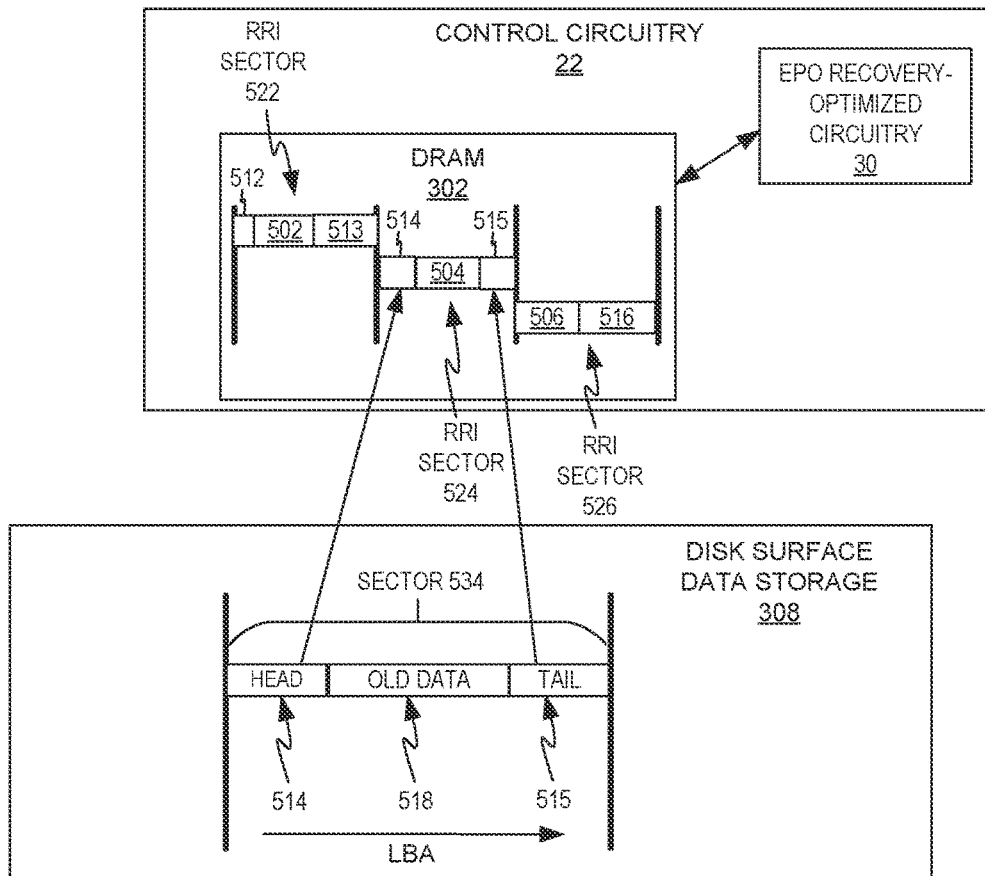 RRI
SECTOR
522
CONTROL CIRCUITRY
22
EPO RECOVERY-
OPTIMIZED
CIRCUITRY
30
DRAM
302
512
502
513
514
515
504
506
516
RRI
SECTOR
524
RRI
SECTOR
526
DISK SURFACE
DATA STORAGE
308
SECTOR 534
HEAD
OLD DATA
TAIL
514
518
515
LBA